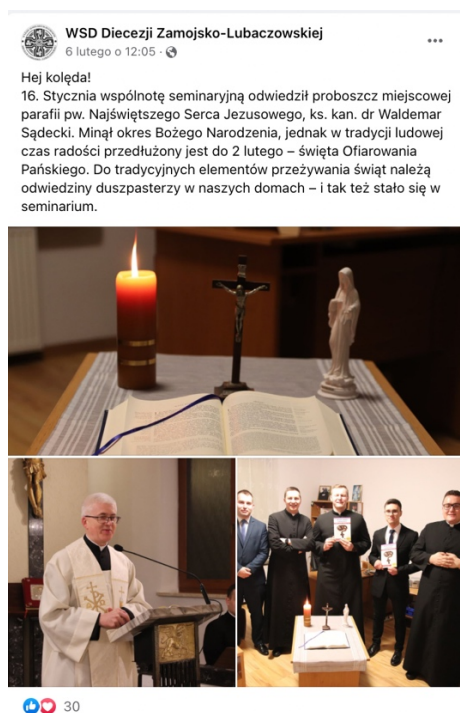 WSD Diecezji Zamojsko-Lubaczowskiej
6 lutego o 12:05 ·
Hej kolęda!
16. Stycznia wspólnotę seminaryjną odwiedził proboszcz miejscowej
parafii pw. Najświętszego Serca Jezusowego, ks. kan. dr Waldemar
Sądecki. Minął okres Bożego Narodzenia, jednak w tradycji ludowej
czas radości przedłużony jest do 2 lutego – święta Ofiarowania
Pańskiego. Do tradycyjnych elementów przeżywania świąt należą
odwiedziny duszpasterzy w naszych domach – i tak też stało się w
seminarium.
30